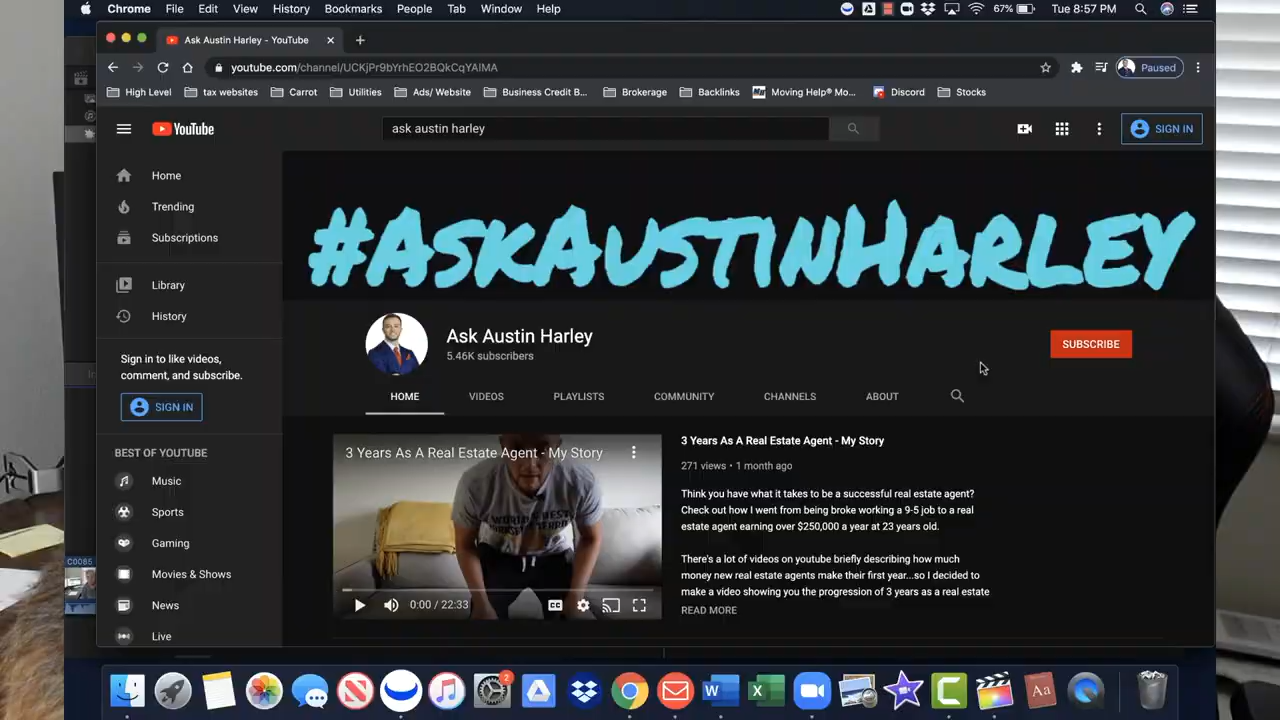 Chrome File Edit View History Bookmarks People Tab Window Help 67% Tue 8:57 PM
Ask Austin Harley - YouTube
youtube.com/channel/UCKjPr9bYrhEO2BQkCqYAlMA Paused
High Level tax websites Carrot Utilities Ads/ Website Business Credit B... Brokerage Backlinks Moving Help® Mo... Discord Stocks
YouTube ask austin harley SIGN IN
Home
Trending
Subscriptions
Library
History
Sign in to like videos,
comment, and subscribe.
SIGN IN
BEST OF YOUTUBE
Music
Sports
Gaming
Movies & Shows
News
Live
#AskAustinHarley
Ask Austin Harley
5.46K subscribers
SUBSCRIBE
HOME VIDEOS PLAYLISTS COMMUNITY CHANNELS ABOUT
3 Years As A Real Estate Agent - My Story
0:00 / 22:33
3 Years As A Real Estate Agent - My Story
271 views • 1 month ago
Think you have what it takes to be a successful real estate agent?
Check out how I went from being broke working a 9-5 job to a real
estate agent earning over $250,000 a year at 23 years old.
There's a lot of videos on youtube briefly describing how much
money new real estate agents make their first year...so I decided to
make a video showing you the progression of 3 years as a real estate
READ MORE
C0085
2